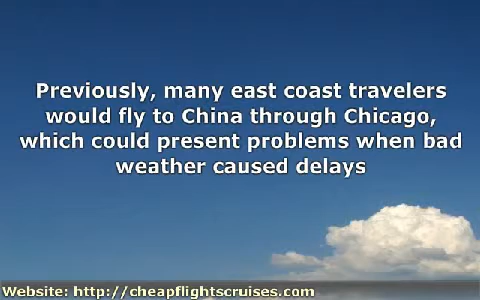 Previously, many east coast travelers
would fly to China through Chicago,
which could present problems when bad
weather caused delays
Website: http://cheapflightscruises.com